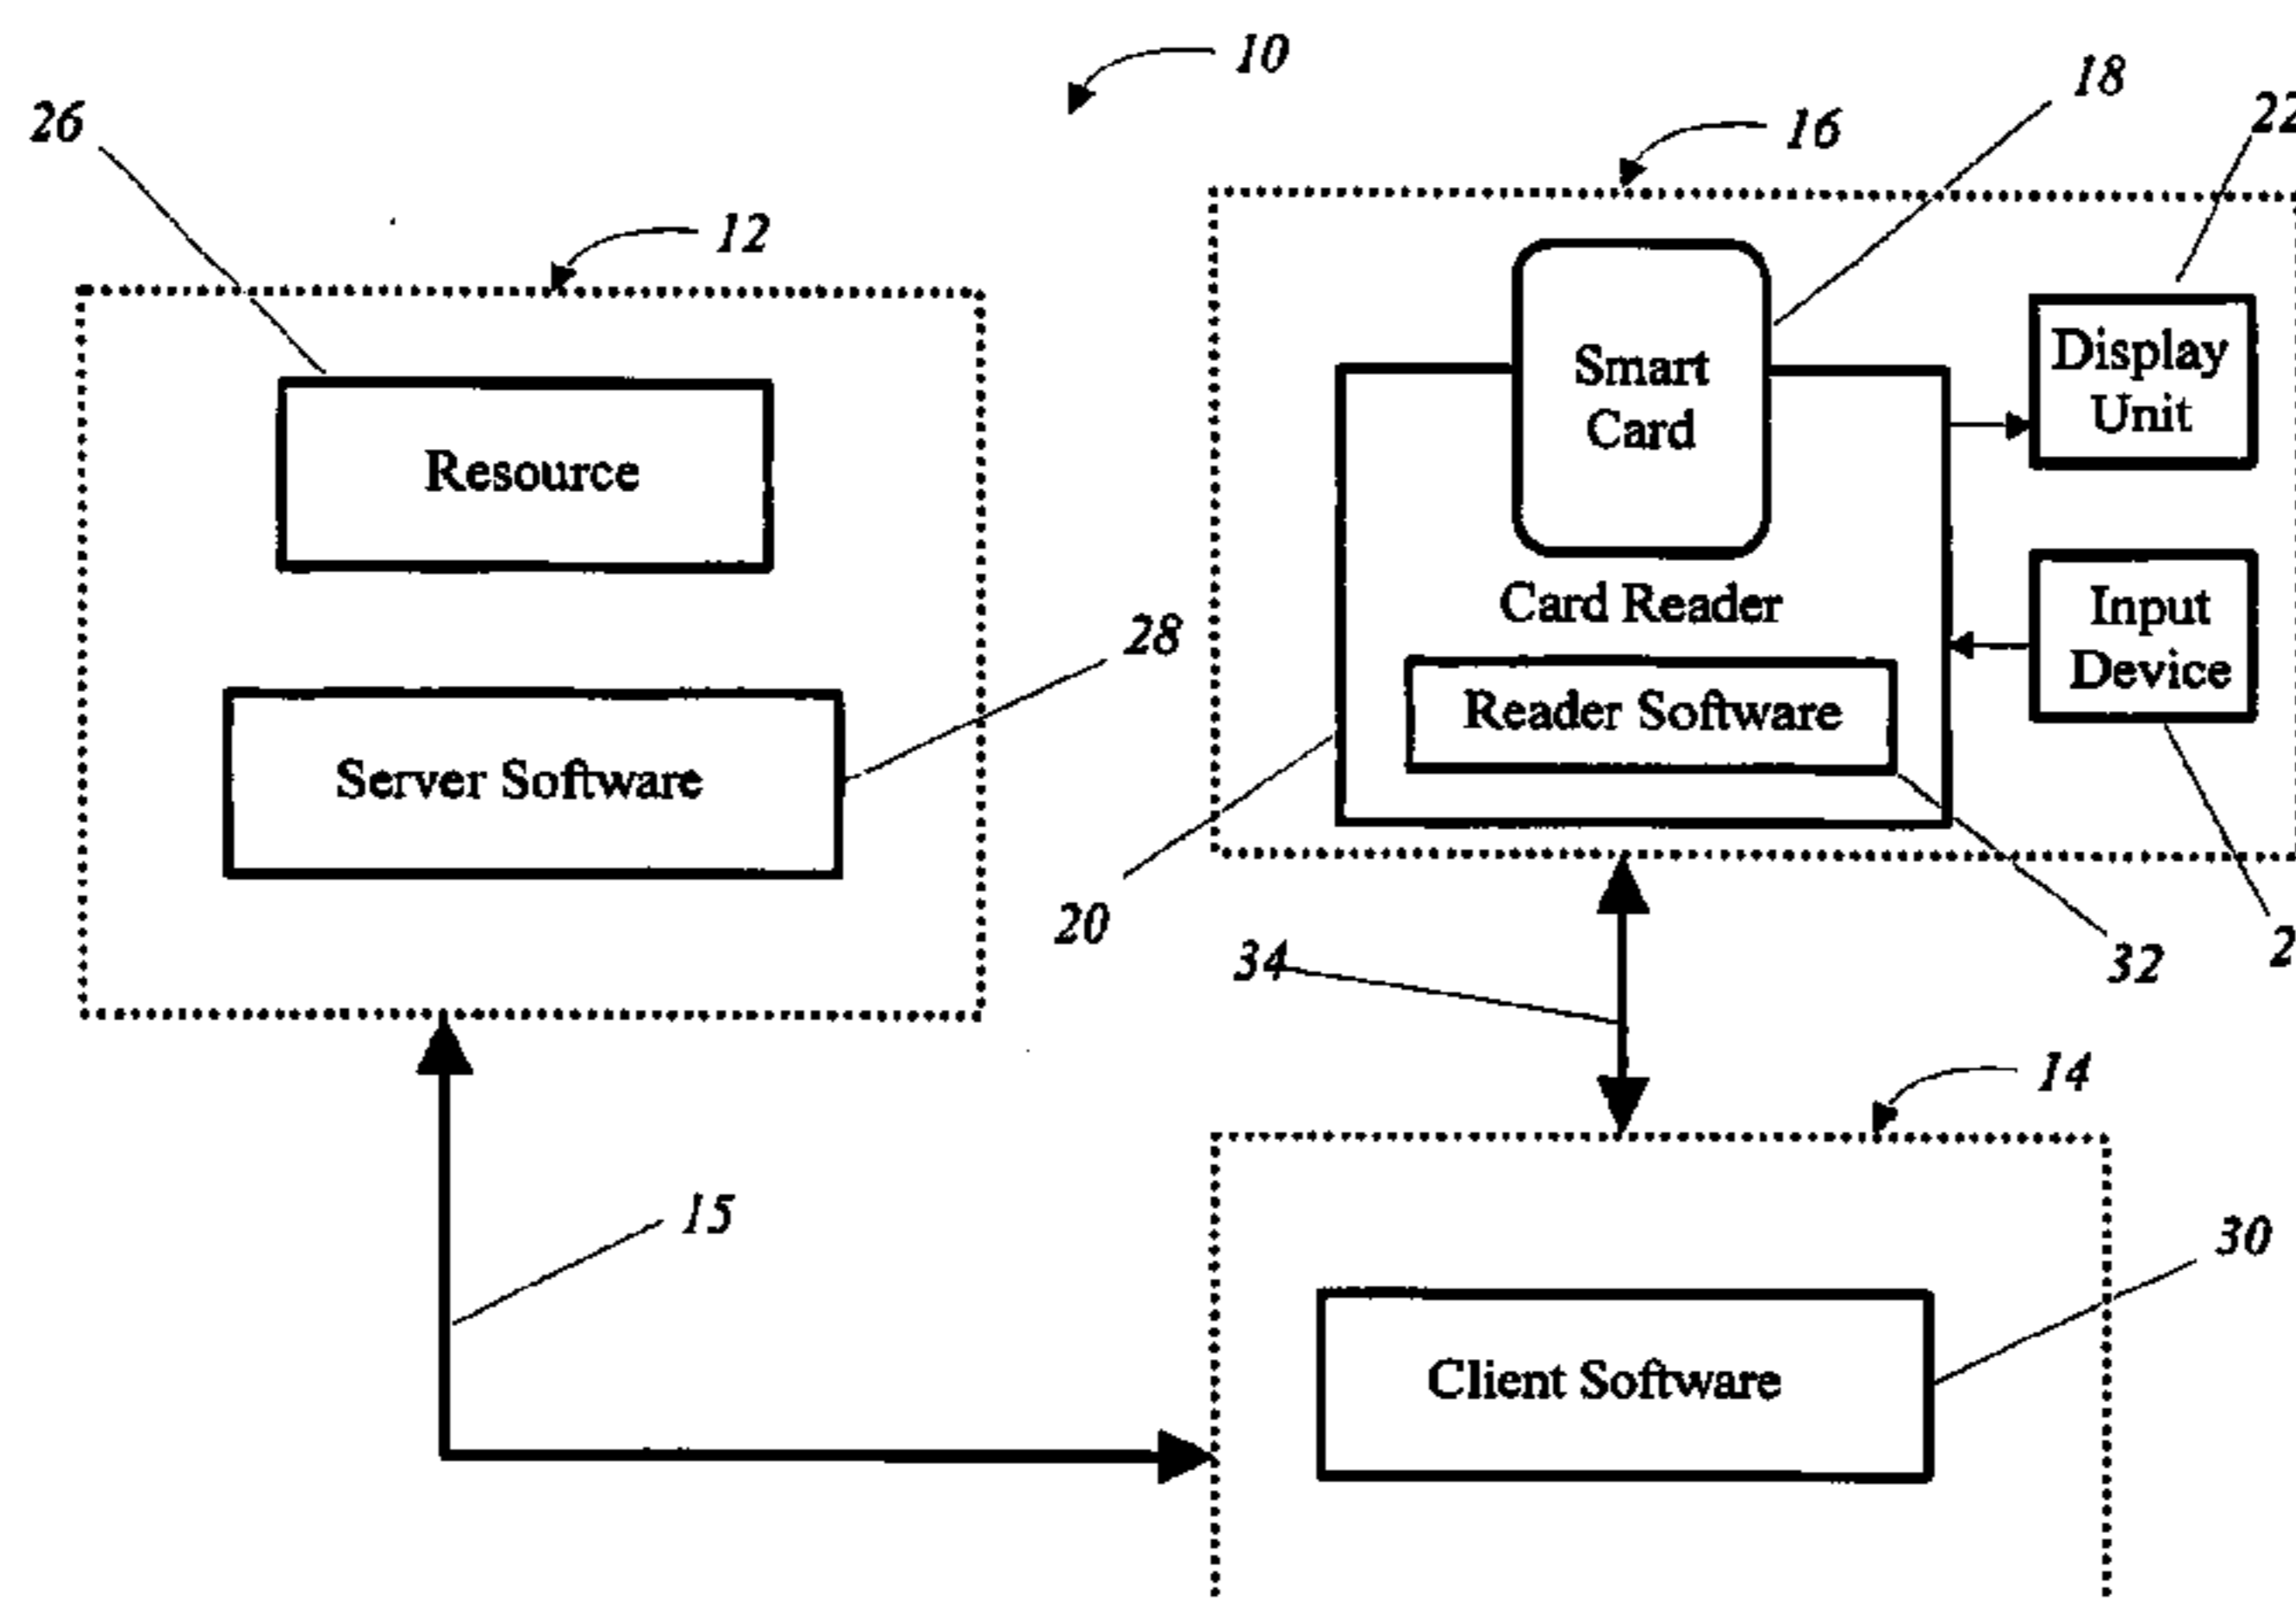 10
18
26
16
22
12
Smart
Card
Display
Unit
Resource
Card Reader
Input
Device
28
Reader Software
Server Software
20
34
32
2
14
15
30
Client Software